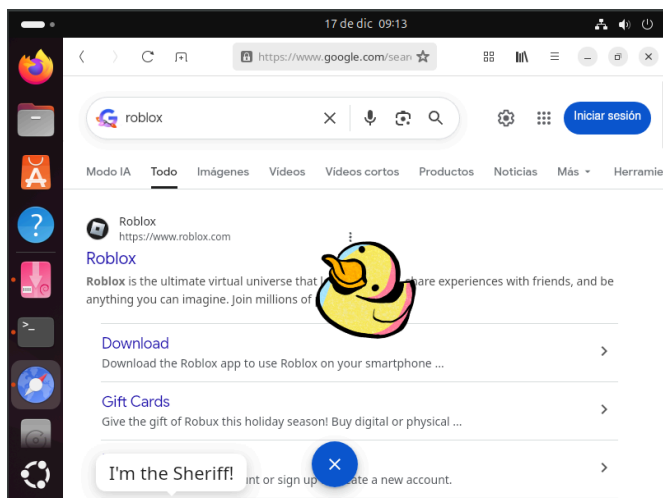 17 de dic 09:13
https://www.google.com/sear
roblox
Iniciar sesión
Modo IA Todo Imágenes Videos Videos cortos Productos Noticias Más Herramie
Roblox
https://www.roblox.com
Roblox
Roblox is the ultimate virtual universe that share experiences with friends, and be
anything you can imagine. Join millions of
Download
Download the Roblox app to use Roblox on your smartphone ...
Gift Cards
Give the gift of Robux this holiday season! Buy digital or physical ...
I'm the Sheriff!
or sign up a new account.